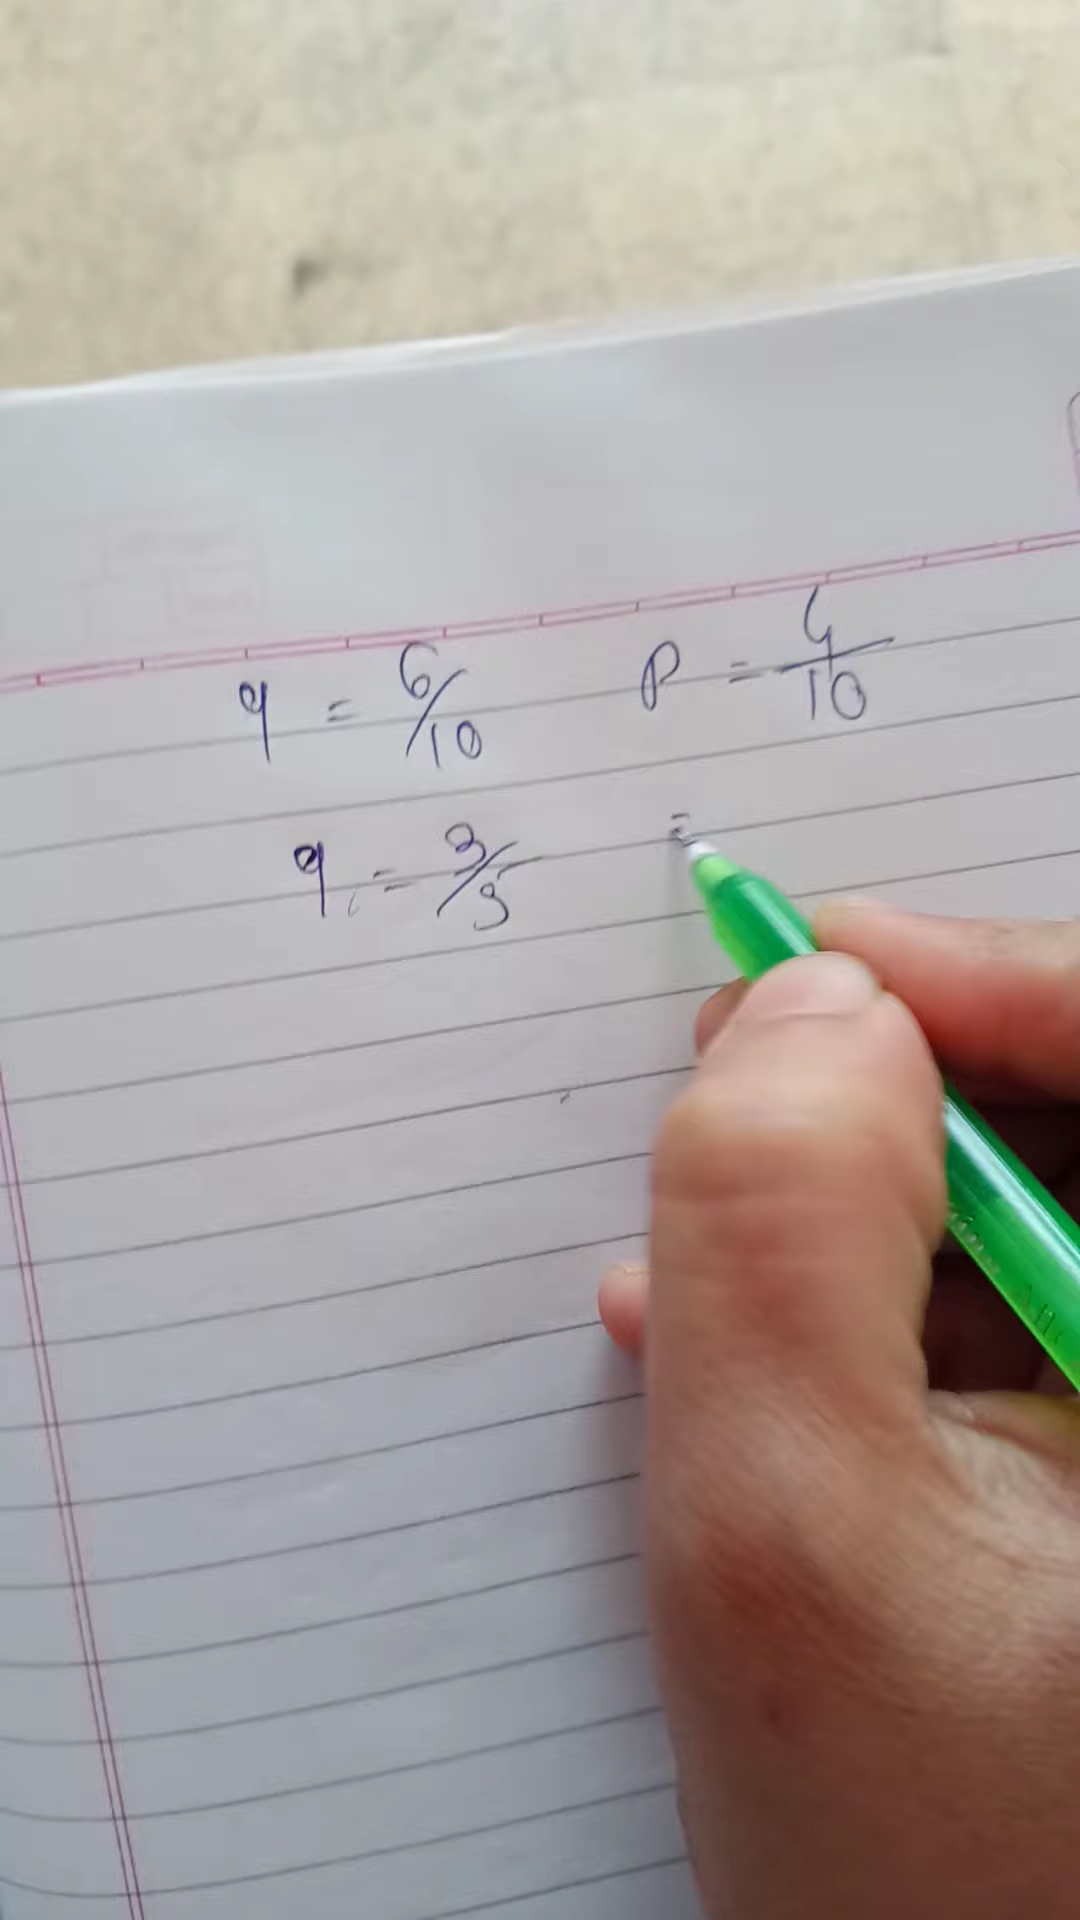 q = 6/10 p = 4/10
q = 3/5 =